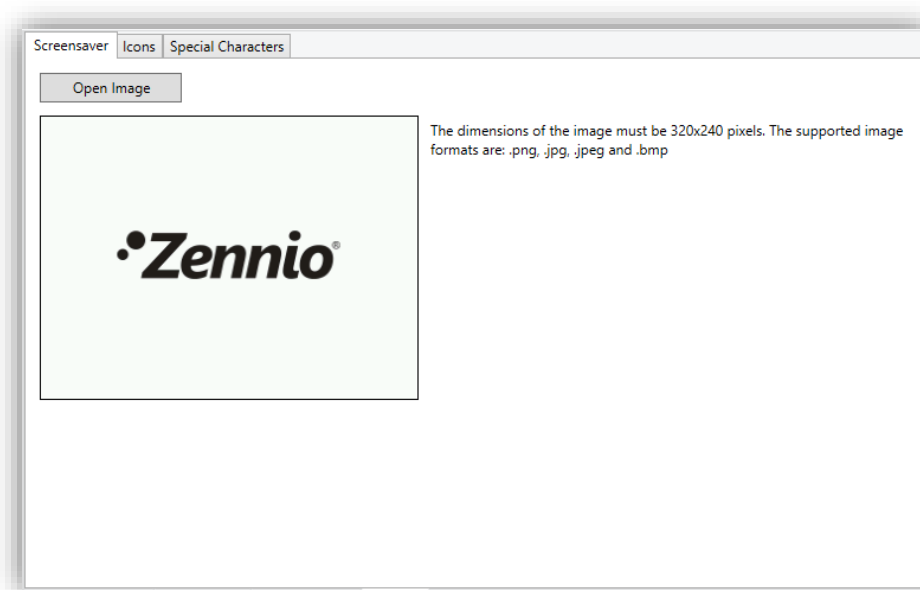 Screensaver Icons Special Characters
Open Image
The dimensions of the image must be 320x240 pixels. The supported image
formats are: .png, .jpg, .jpeg and .bmp
Zennio®